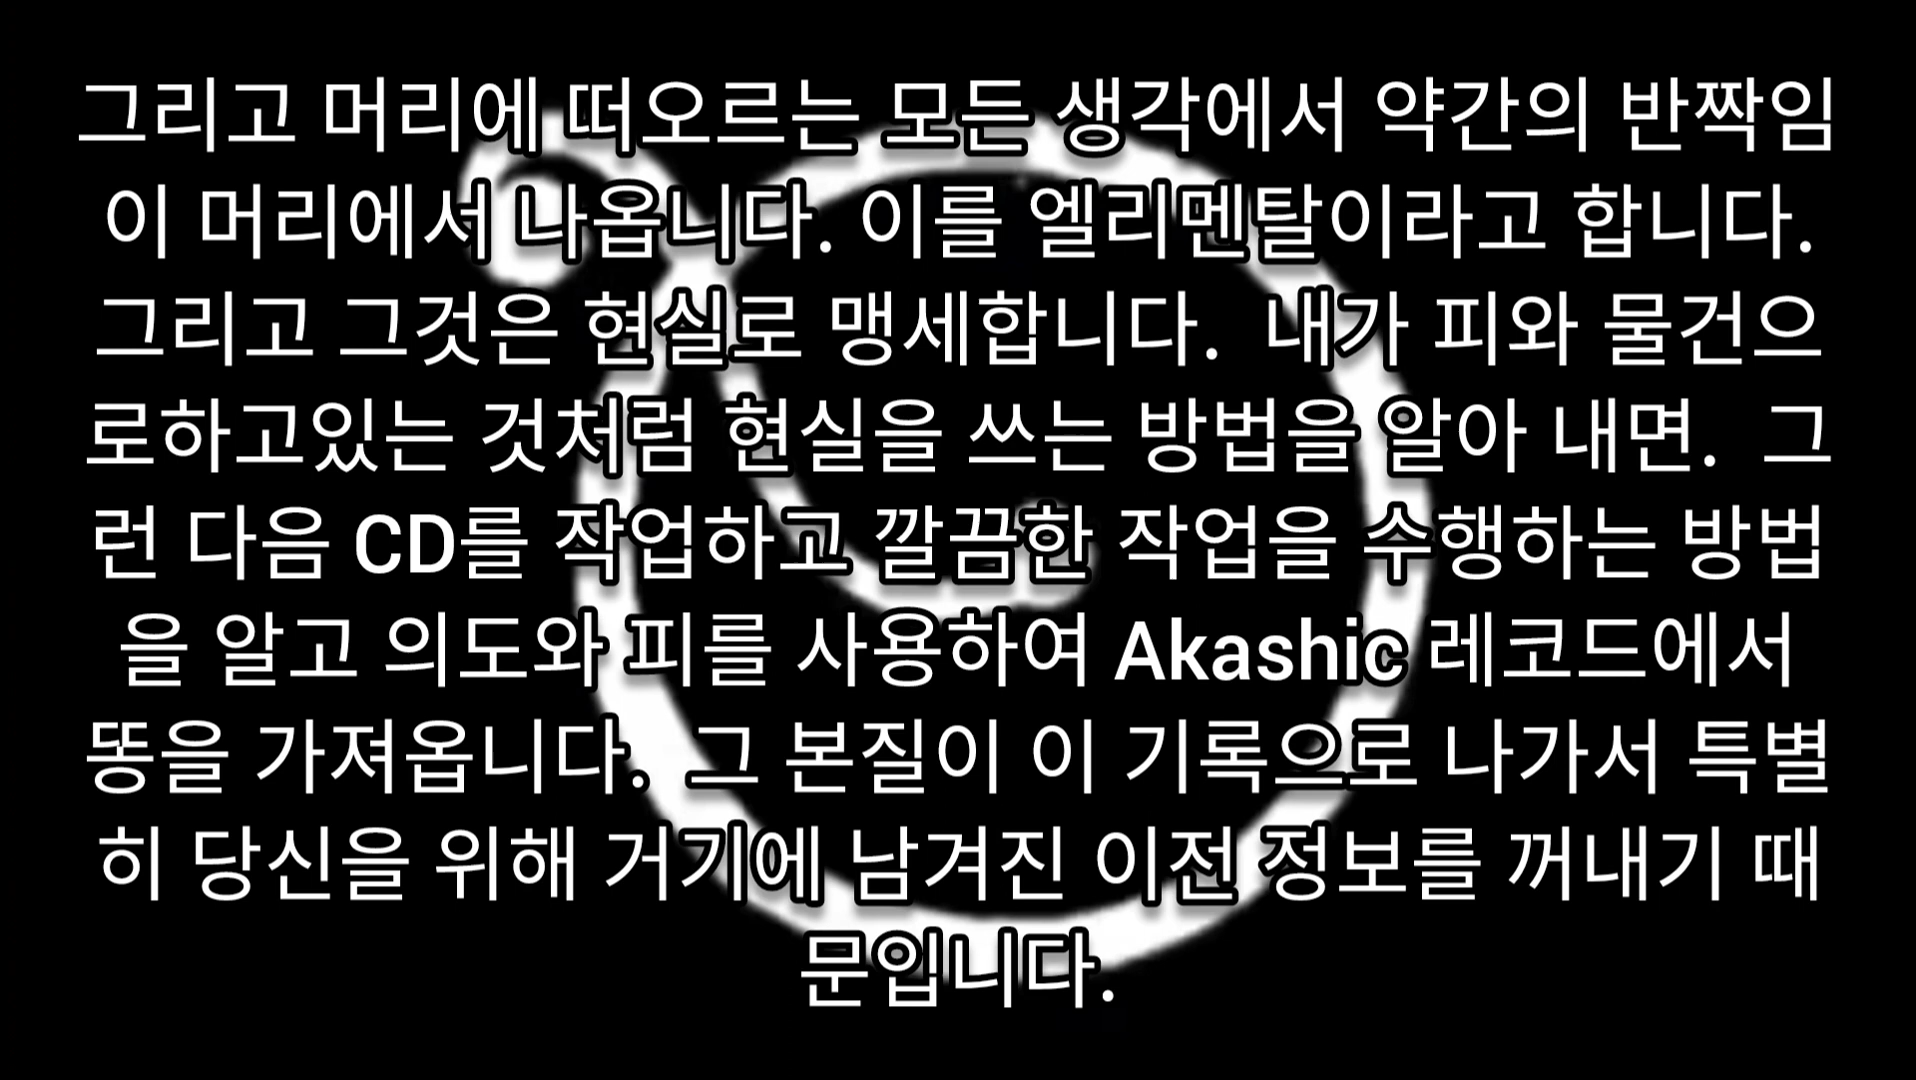 그리고 머리에 떠오르는 모든 생각에서 약간의 반짝임
이 머리에서 나옵니다. 이를 엘리멘탈이라고 합니다.
그리고 그것은 현실로 맹세합니다. 내가 피와 물건으
로하고있는 것처럼 현실을 쓰는 방법을 알아 내면. 그
런 다음 CD를 작업하고 깔끔한 작업을 수행하는 방법
을 알고 의도와 피를 사용하여 Akashic 레코드에서
똥을 가져옵니다. 그 본질이 이 기록으로 나가서 특별
히 당신을 위해 거기에 남겨진 이전 정보를 꺼내기 때
문입니다.